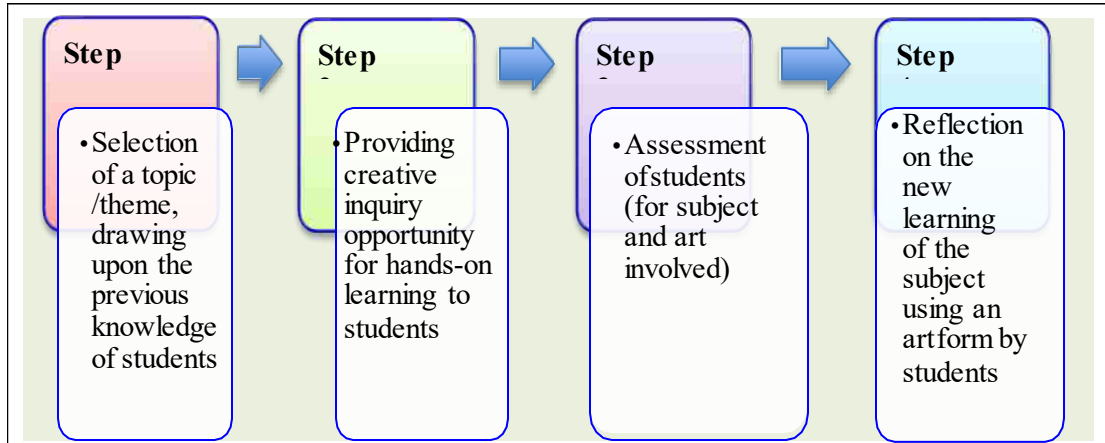 Step
•Selection
of a topic
/theme,
drawing
upon the
previous
knowledge
of students
Step
•Providing
creative
inquiry
opportunity
for hands-on
learning to
students
Step
•Assessment
ofstudents
(for subject
and art
involved)
Step
•Reflection
on the
new
learning
of the
subject
using an
artform by
students